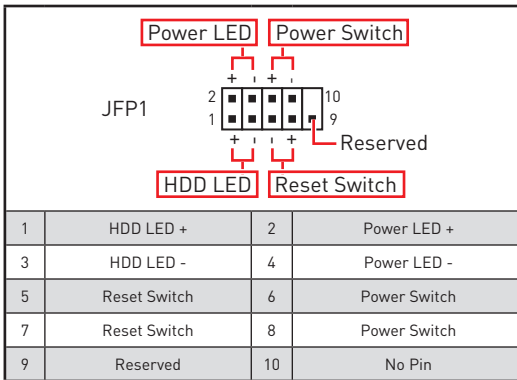 Power LED Power Switch
+ - + -
JFP1
2 10
1 9
+ - - +
Reserved
HDD LED Reset Switch
1 HDD LED + 2 Power LED +
3 HDD LED - 4 Power LED -
5 Reset Switch 6 Power Switch
7 Reset Switch 8 Power Switch
9 Reserved 10 No Pin